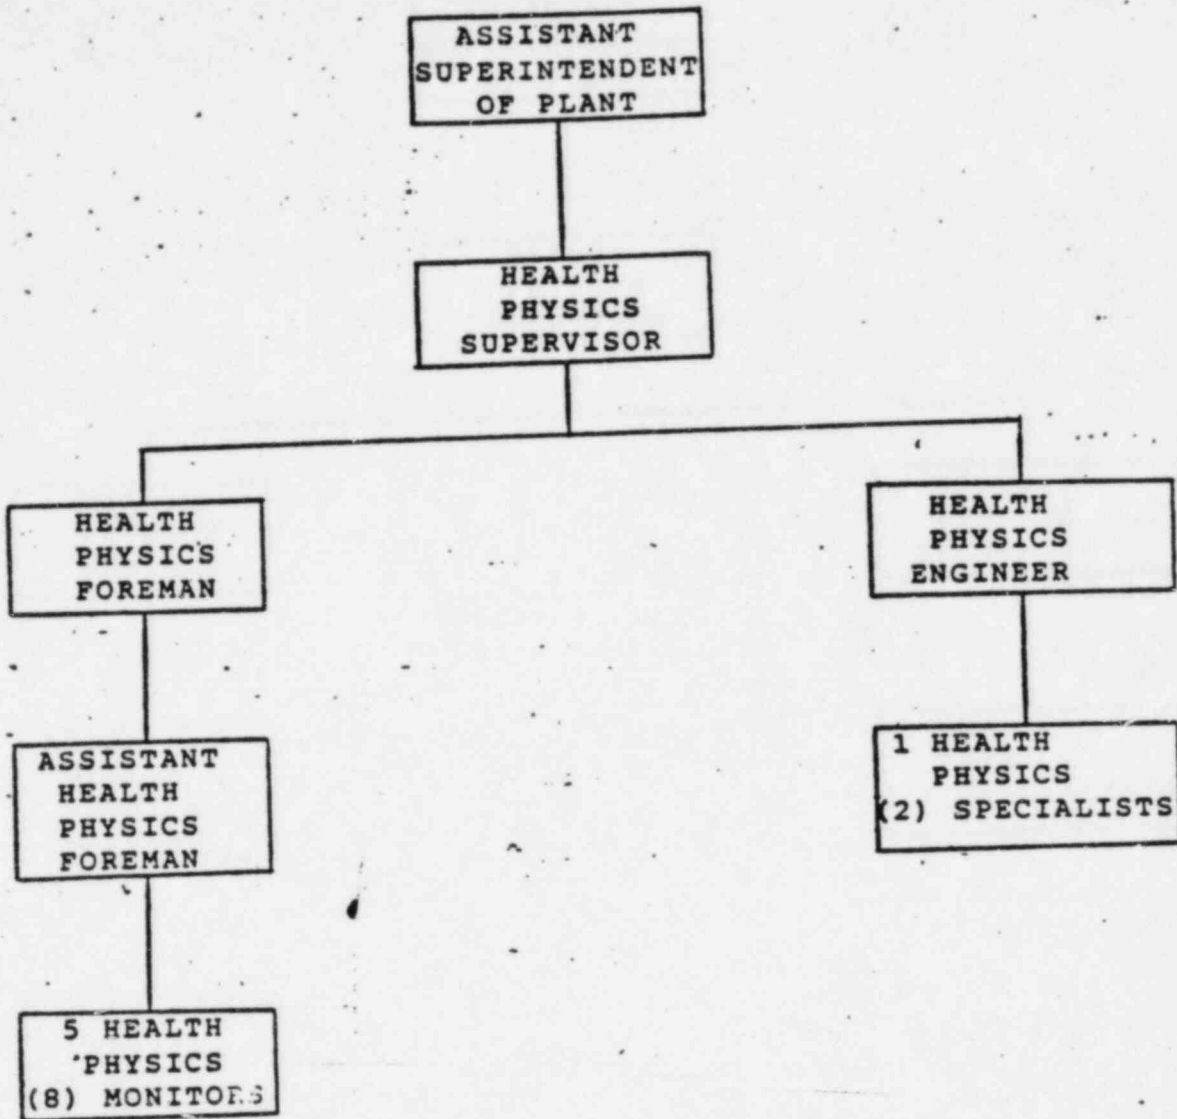 ASSISTANT
SUPERINTENDENT
OF PLANT
HEALTH
PHYSICS
SUPERVISOR
HEALTH
PHYSICS
FOREMAN
HEALTH
PHYSICS
ENGINEER
ASSISTANT
HEALTH
PHYSICS
FOREMAN
1 HEALTH
PHYSICS
(2) SPECIALISTS
5 HEALTH
PHYSICS
(8) MONITORS